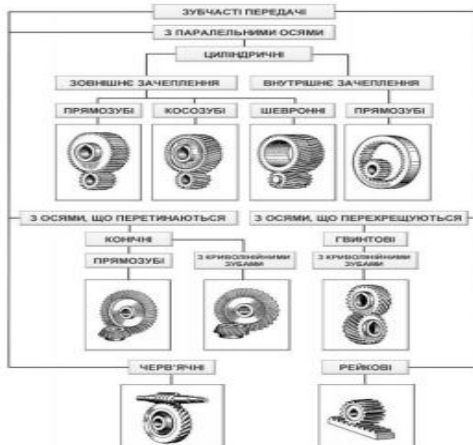 ЗУБЧАСТІ ПЕРЕДАЧІ
З ПАРАЛЕЛЬНИМИ ОСЯМИ
ЦИЛІНДРИЧНІ
ЗОВНІШНЄ ЗАЧЕПЛЕННЯ
ВНУТРІШНЄ ЗАЧЕПЛЕННЯ
ПРЯМОЗУБІ
КОСОЗУБІ
ШЕВРОННІ
ПРЯМОЗУБІ
З ОСЯМИ, ЩО ПЕРЕТИНАЮТЬСЯ
З ОСЯМИ, ЩО ПЕРЕХРЕЩУЮТЬСЯ
КОНІЧНІ
ГВИНТОВІ
ПРЯМОЗУБІ
З КРИВОЛІНІЙНИМИ
ЗУБАМИ
З КРИВОЛІНІЙНИМИ
ЗУБАМИ
ЧЕРВ'ЯЧНІ
РЕЙКОВІ